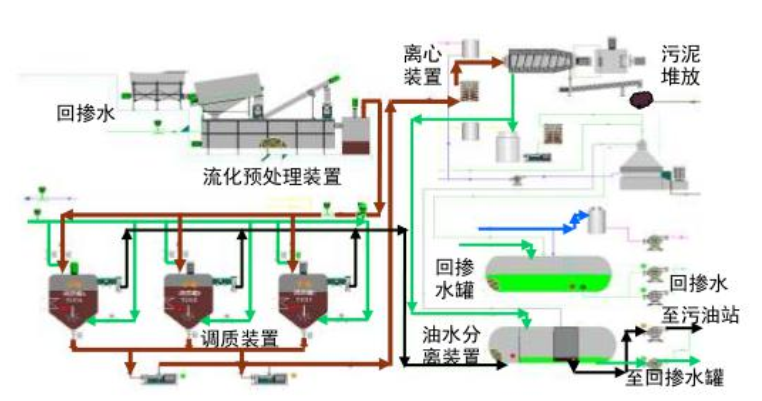 离心
装置
污泥
堆放
回掺水
流化预处理装置
回掺
水罐
回掺水
至污油站
调质装置
油水分
离装置
至回掺水罐